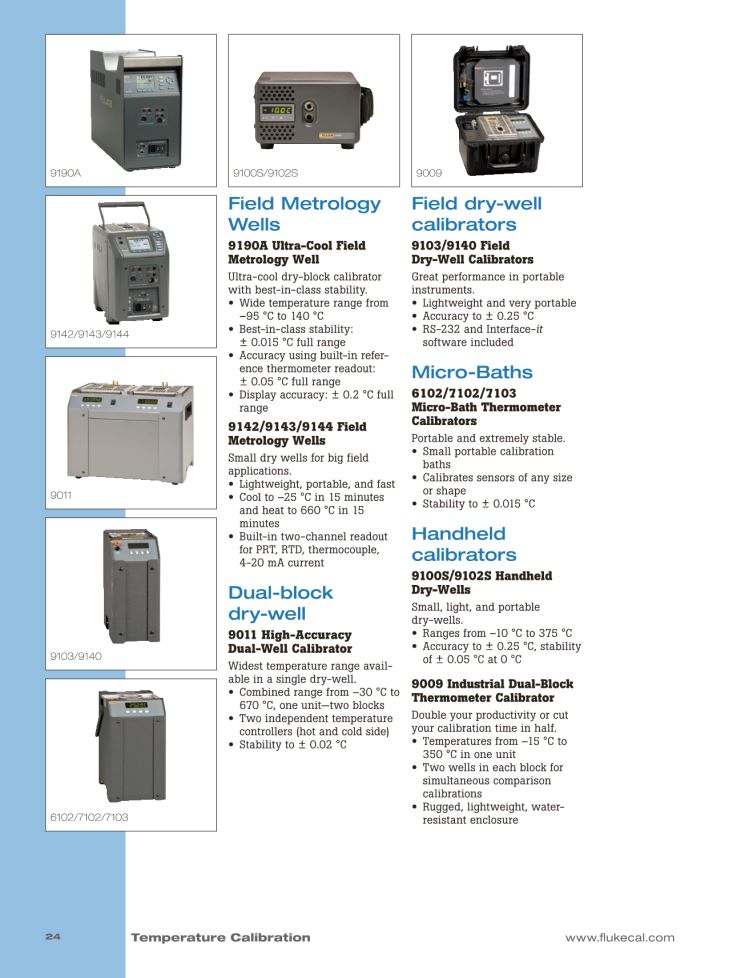 9190A
9100S/9102S
9009
9142/9143/9144
9011
9103/9140
6102/7102/7103
Field Metrology
Wells
9190A Ultra-Cool Field
Metrology Well
Ultra-cool dry-block calibrator
with best-in-class stability.
• Wide temperature range from
–95 °C to 140 °C
• Best-in-class stability:
± 0.015 °C full range
• Accuracy using built-in refer-
ence thermometer readout:
± 0.05 °C full range
• Display accuracy: ± 0.2 °C full
range
9142/9143/9144 Field
Metrology Wells
Small dry wells for big field
applications.
• Lightweight, portable, and fast
• Cool to –25 °C in 15 minutes
and heat to 660 °C in 15
minutes
• Built-in two-channel readout
for PRT, RTD, thermocouple,
4-20 mA current
Dual-block
dry-well
9011 High-Accuracy
Dual-Well Calibrator
Widest temperature range avail-
able in a single dry-well.
• Combined range from –30 °C to
670 °C, one unit—two blocks
• Two independent temperature
controllers (hot and cold side)
• Stability to ± 0.02 °C
Field dry-well
calibrators
9103/9140 Field
Dry-Well Calibrators
Great performance in portable
instruments.
• Lightweight and very portable
• Accuracy to ± 0.25 °C
• RS-232 and Interface-it
software included
Micro-Baths
6102/7102/7103
Micro-Bath Thermometer
Calibrators
Portable and extremely stable.
• Small portable calibration
baths
• Calibrates sensors of any size
or shape
• Stability to ± 0.015 °C
Handheld
calibrators
9100S/9102S Handheld
Dry-Wells
Small, light, and portable
dry-wells.
• Ranges from –10 °C to 375 °C
• Accuracy to ± 0.25 °C, stability
of ± 0.05 °C at 0 °C
9009 Industrial Dual-Block
Thermometer Calibrator
Double your productivity or cut
your calibration time in half.
• Temperatures from –15 °C to
350 °C in one unit
• Two wells in each block for
simultaneous comparison
calibrations
• Rugged, lightweight, water-
resistant enclosure
24
Temperature Calibration
www.flukecal.com